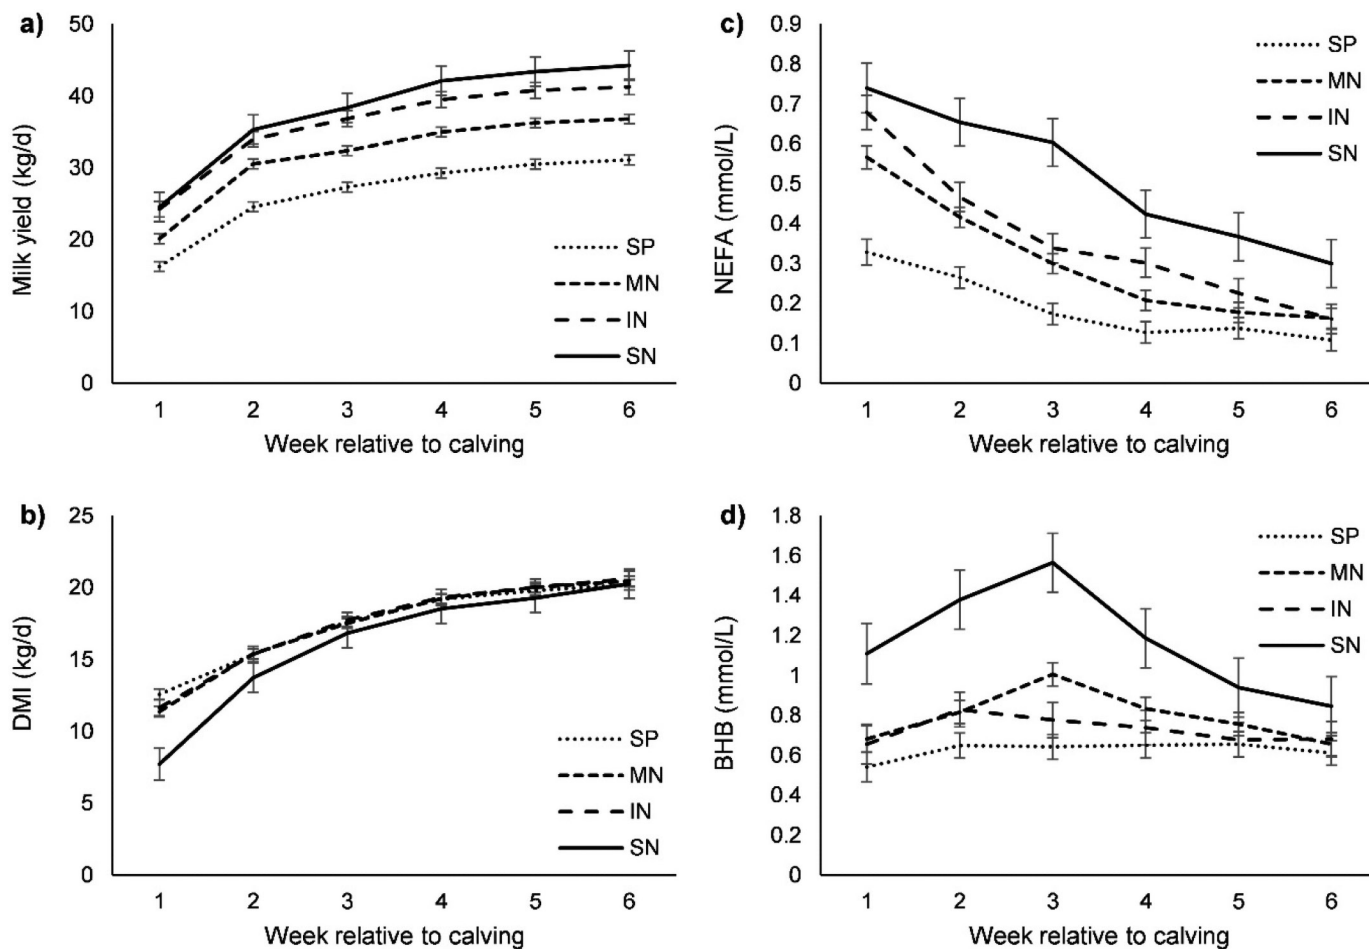 a)
Milk yield (kg/d)
50
40
30
20
10
0
SP
MN
IN
SN
1 2 3 4 5 6
Week relative to calving
c)
NEFA (mmol/L)
0.9
0.8
0.7
0.6
0.5
0.4
0.3
0.2
0.1
0
SP
MN
IN
SN
1 2 3 4 5 6
Week relative to calving
b)
DMI (kg/d)
25
20
15
10
5
0
SP
MN
IN
SN
1 2 3 4 5 6
Week relative to calving
d)
BHB (mmol/L)
1.8
1.6
1.4
1.2
1
0.8
0.6
0.4
0.2
0
SP
MN
IN
SN
1 2 3 4 5 6
Week relative to calving